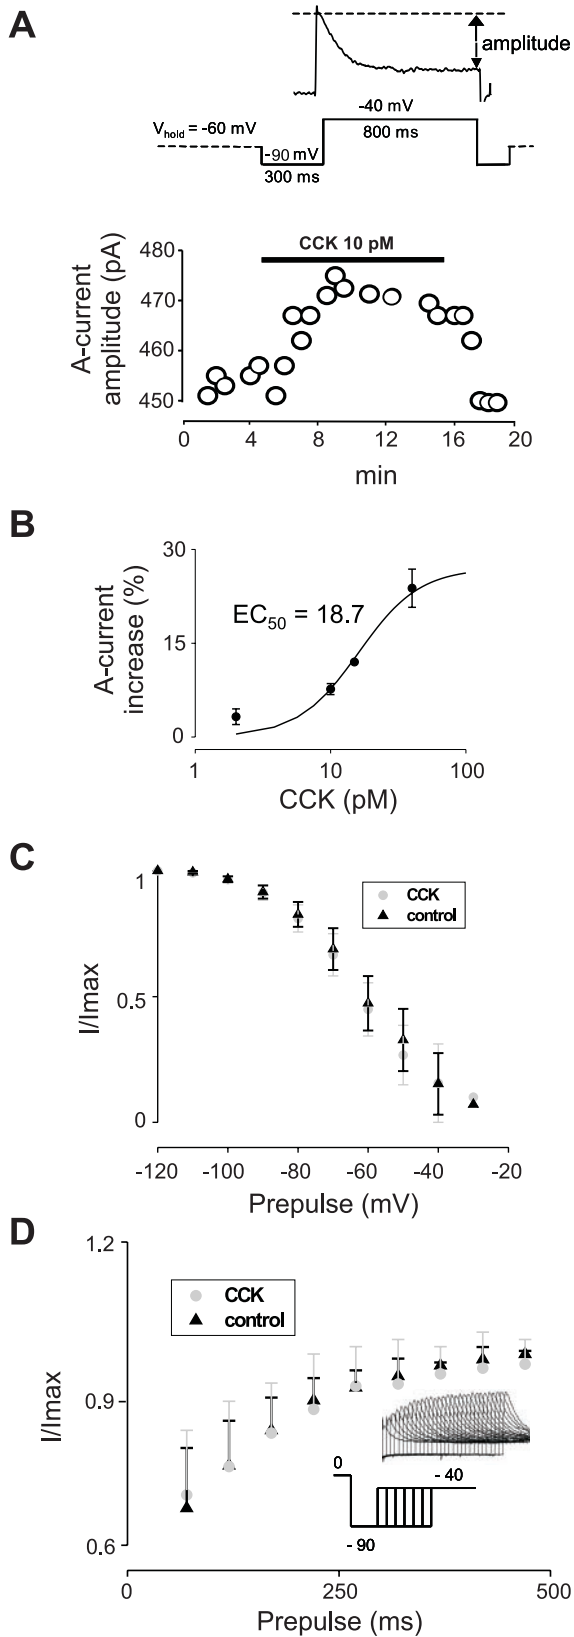 A
amplitude
-40 mV
V_hold = -60 mV
800 ms
-90 mV
300 ms
CCK 10 pM
A-current
amplitude (pA)
480
470
460
450
0 4 8 12 16 20
min
B
A-current
increase (%)
30
15
0
EC₅₀ = 18.7
1 10 100
CCK (pM)
C
I/Imax
1
0.5
0
CCK
control
-120 -100 -80 -60 -40 -20
Prepulse (mV)
D
I/Imax
1.2
0.9
0.6
CCK
control
0
- 40
- 90
0 250 500
Prepulse (ms)